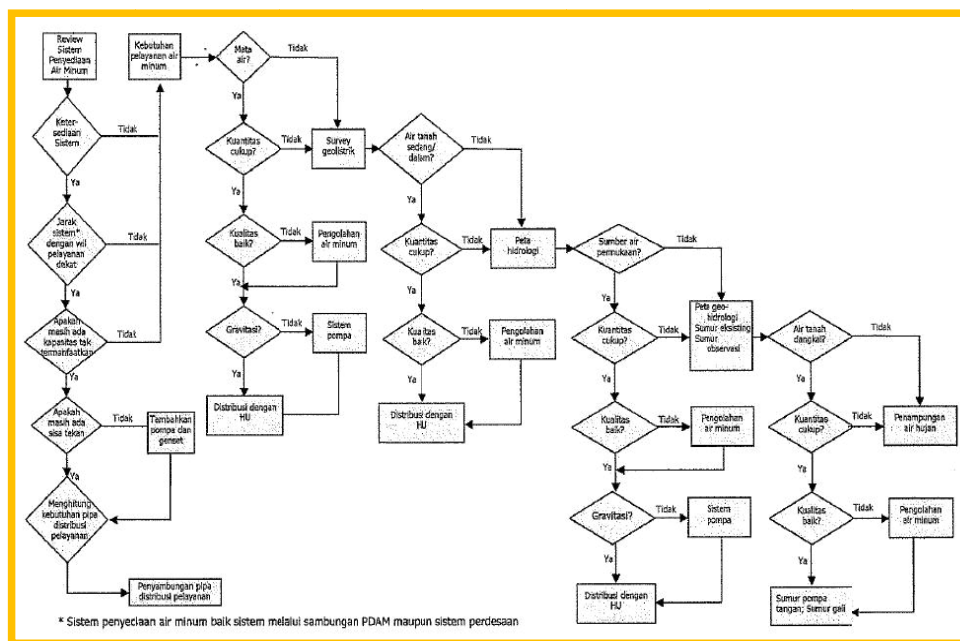 Review
Sistem
Penyediaan
Air Minum
Keter-
sediaan
Sistem
Tidak
Ya
Jarak
sistem*
dengan wil
pelayanan
dekat
Tidak
Ya
Apakah
masih ada
kapasitas tak
termanfaatkan
Tidak
Ya
Apakah
masih ada
sisa tekan
Tidak
Tambahkan
pompa dan
genset
Ya
Menghitung
kebutuhan pipa
distribusi
pelayanan
Penyambungan pipa
distribusi pelayanan
Kebutuhan
pelayanan air
minum
Mata
air?
Tidak
Ya
Kuantitas
cukup?
Tidak
Survey
geolistrik
Ya
Kualitas
baik?
Tidak
Pengolahan
air minum
Ya
Gravitasi?
Tidak
Sistem
pompa
Ya
Distribusi dengan
HU
Air tanah
sedang/
dalam?
Tidak
Ya
Kuantitas
cukup?
Tidak
Peta
hidrologi
Ya
Kualitas
baik?
Tidak
Pengolahan
air minum
Ya
Distribusi dengan
HU
Sumber air
permukaan?
Tidak
Ya
Kuantitas
cukup?
Tidak
Peta geo-
hidrologi
Sumur eksisting
Sumur
observasi
Ya
Kualitas
baik?
Tidak
Pengolahan
air minum
Ya
Gravitasi?
Tidak
Sistem
pompa
Ya
Distribusi dengan
HU
Air tanah
dangkal?
Tidak
Ya
Kuantitas
cukup?
Tidak
Penampungan
air hujan
Ya
Kualitas
baik?
Tidak
Pengolahan
air minum
Ya
Sumur pompa
tangan; Sumur gali
* Sistem penyediaan air minum baik sistem melalui sambungan PDAM maupun sistem perdesaan